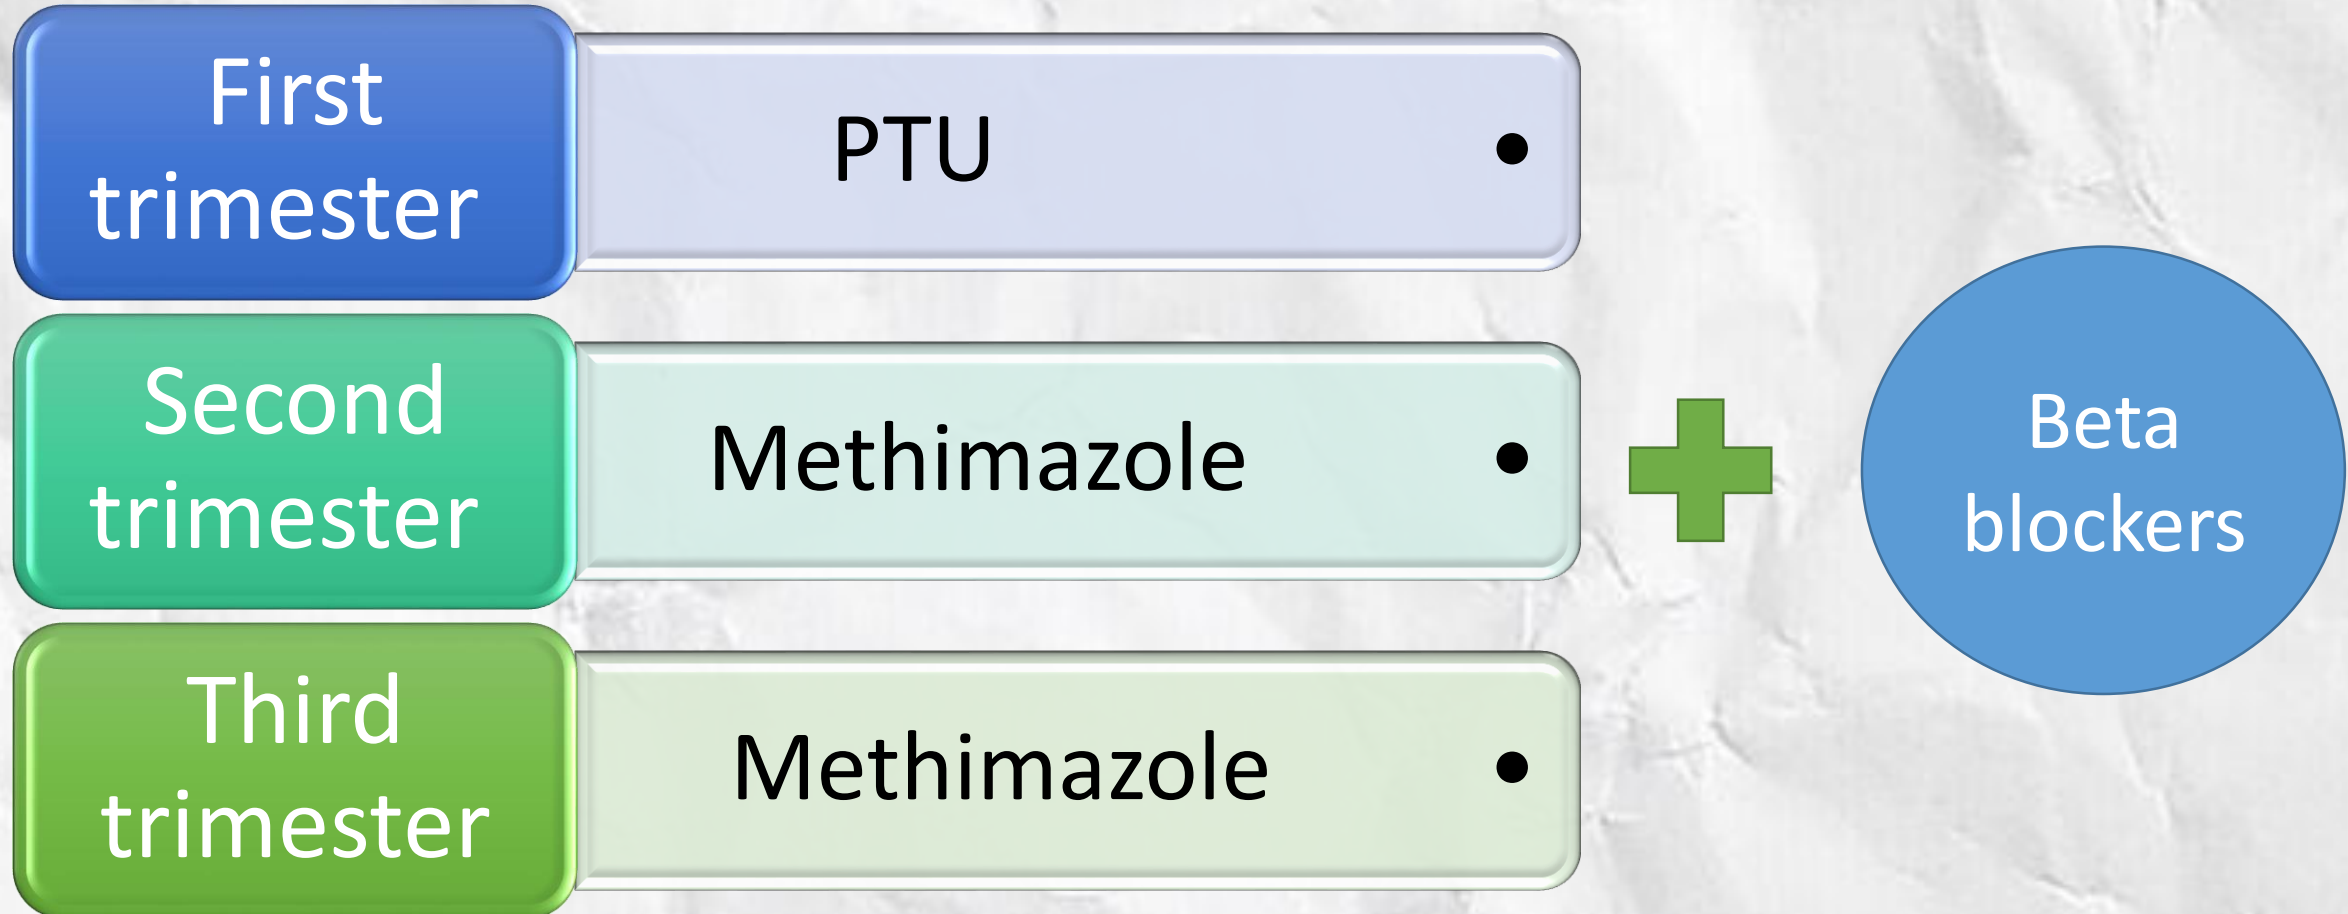 First
trimester
PTU •
Second
trimester
Methimazole •
Third
trimester
Methimazole •
Beta
blockers